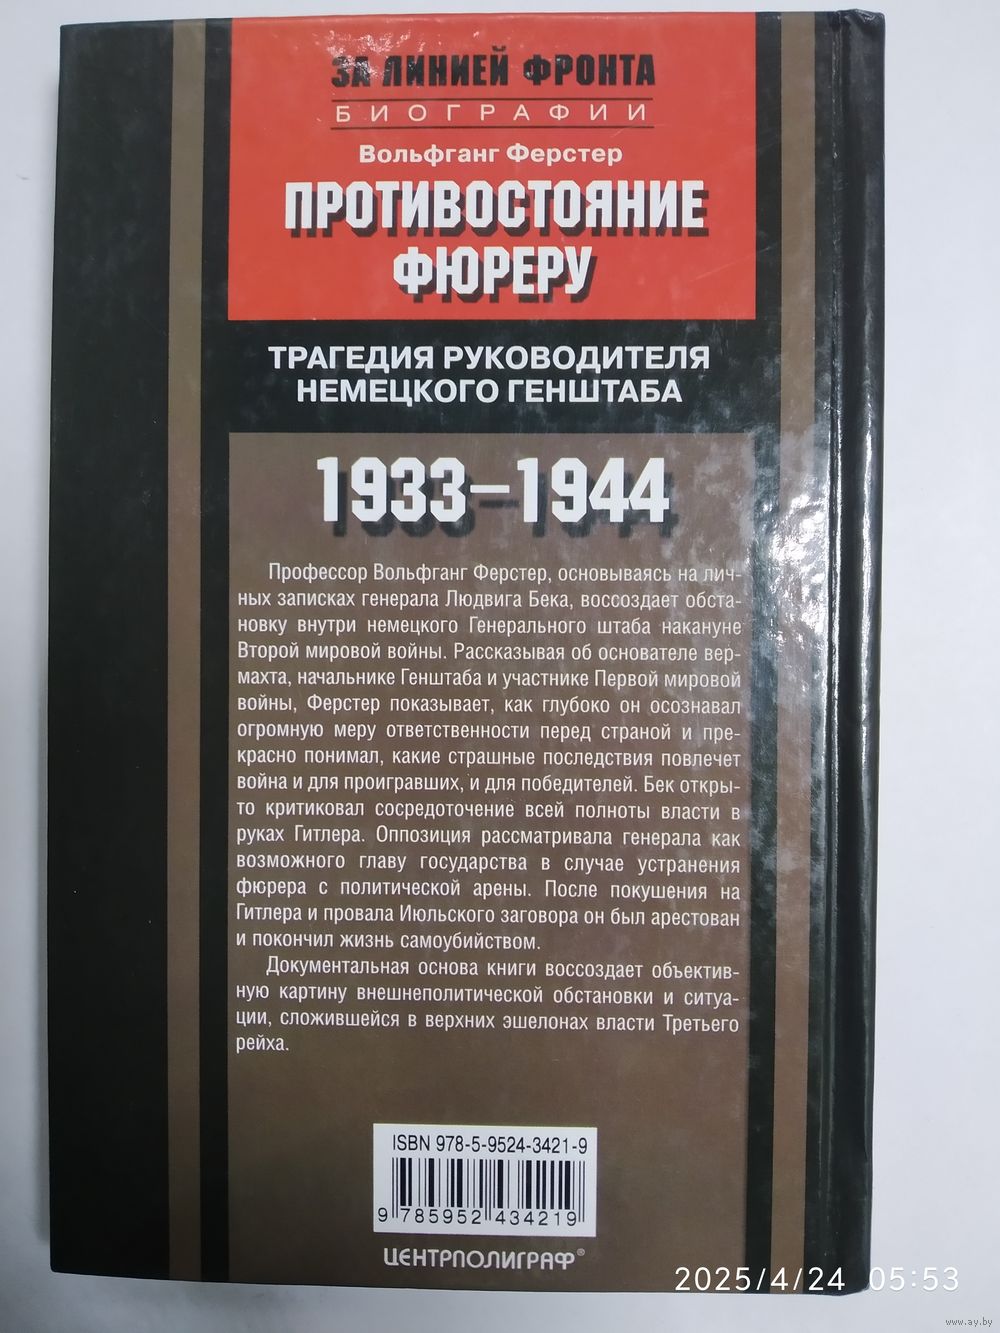 ЗА ЛИНИЕЙ ФРОНТА
БИОГРАФИИ
Вольфганг Ферстер
ПРОТИВОСТОЯНИЕ
ФЮРЕРУ
ТРАГЕДИЯ РУКОВОДИТЕЛЯ
НЕМЕЦКОГО ГЕНШТАБА
1933–1944
Профессор Вольфганг Ферстер, основываясь на лич-
ных записках генерала Людвига Бека, воссоздает обста-
новку внутри немецкого Генерального штаба накануне
Второй мировой войны. Рассказывая об основателе вер-
махта, начальнике Генштаба и участнике Первой мировой
войны, Ферстер показывает, как глубоко он осознавал
огромную меру ответственности перед страной и пре-
красно понимал, какие страшные последствия повлечет
война и для проигравших, и для победителей. Бек откры-
то критиковал сосредоточение всей полноты власти в
руках Гитлера. Оппозиция рассматривала генерала как
возможного главу государства в случае устранения
фюрера с политической арены. После покушения на
Гитлера и провала Июльского заговора он был арестован
и покончил жизнь самоубийством.
Документальная основа книги воссоздает объектив-
ную картину внешнеполитической обстановки и ситуа-
ции, сложившейся в верхних эшелонах власти Третьего
рейха.
ISBN 978-5-9524-3421-9
9 785952 434219
ЦЕНТРПОЛИГРАФ®
2025/4/24 05:53
www.ay.by